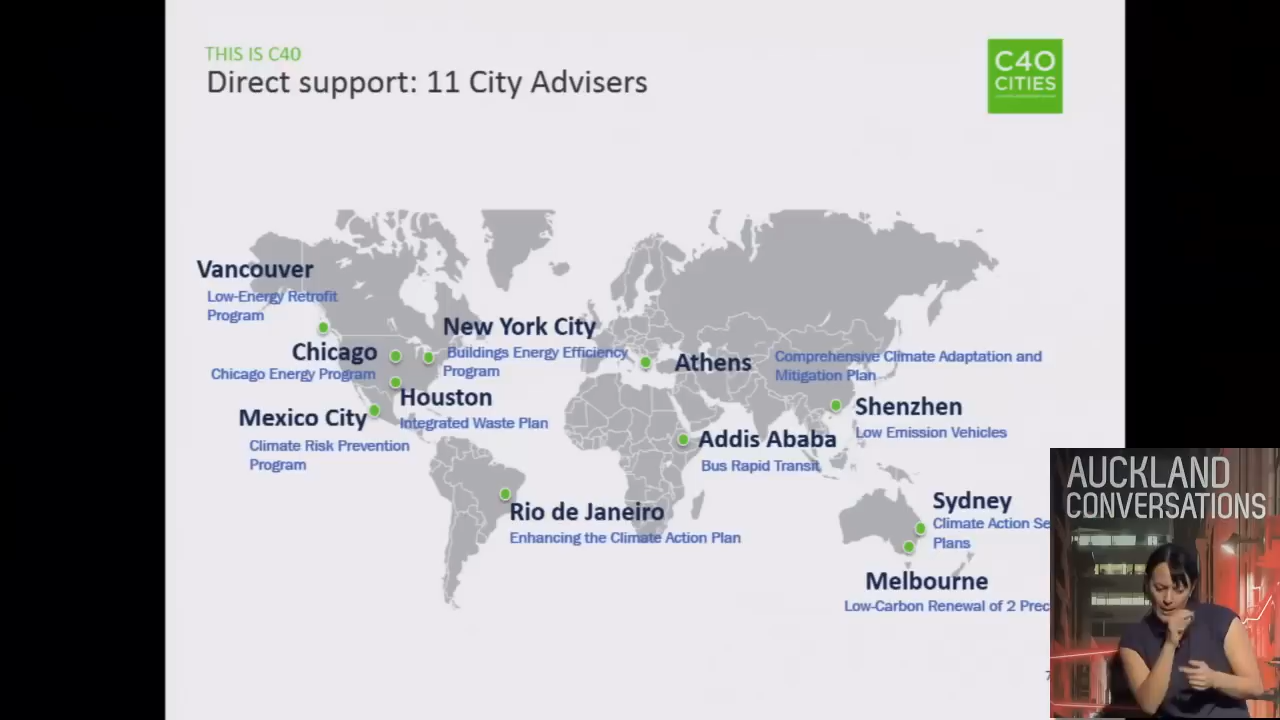 THIS IS C40
Direct support: 11 City Advisers
C40
CITIES
Vancouver
Low-Energy Retrofit
Program
Chicago
Chicago Energy Program
New York City
Buildings Energy Efficiency
Program
Houston
Integrated Waste Plan
Mexico City
Climate Risk Prevention
Program
Athens
Comprehensive Climate Adaptation and
Mitigation Plan
Shenzhen
Low Emission Vehicles
Addis Ababa
Bus Rapid Transit
Rio de Janeiro
Enhancing the Climate Action Plan
Sydney
Climate Action Se
Plans
Melbourne
Low-Carbon Renewal of 2 Prec
7
AUCKLAND
CONVERSATIONS